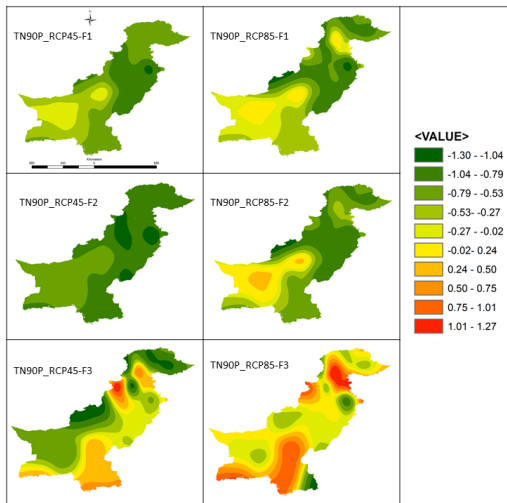 TN90P_RCP45-F1
TN90P_RCP85-F1
Kilometers
TN90P_RCP45-F2
TN90P_RCP85-F2
TN90P_RCP45-F3
TN90P_RCP85-F3
<VALUE>
-1.30 - -1.04
-1.04 - -0.79
-0.79 - -0.53
-0.53- -0.27
-0.27 - -0.02
-0.02- 0.24
0.24 - 0.50
0.50 - 0.75
0.75 - 1.01
1.01 - 1.27